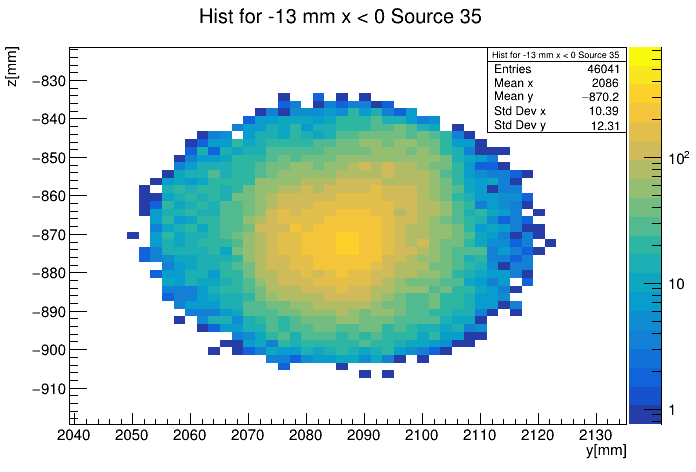 Hist for -13 mm x < 0 Source 35
z[mm]
Hist for -13 mm x < 0 Source 35
Entries 46041
Mean x 2086
Mean y −870.2
Std Dev x 10.39
Std Dev y 12.31
−830
−840
−850
−860
−870
−880
−890
−900
−910
10²
10
1
2040 2050 2060 2070 2080 2090 2100 2110 2120 2130
y[mm]